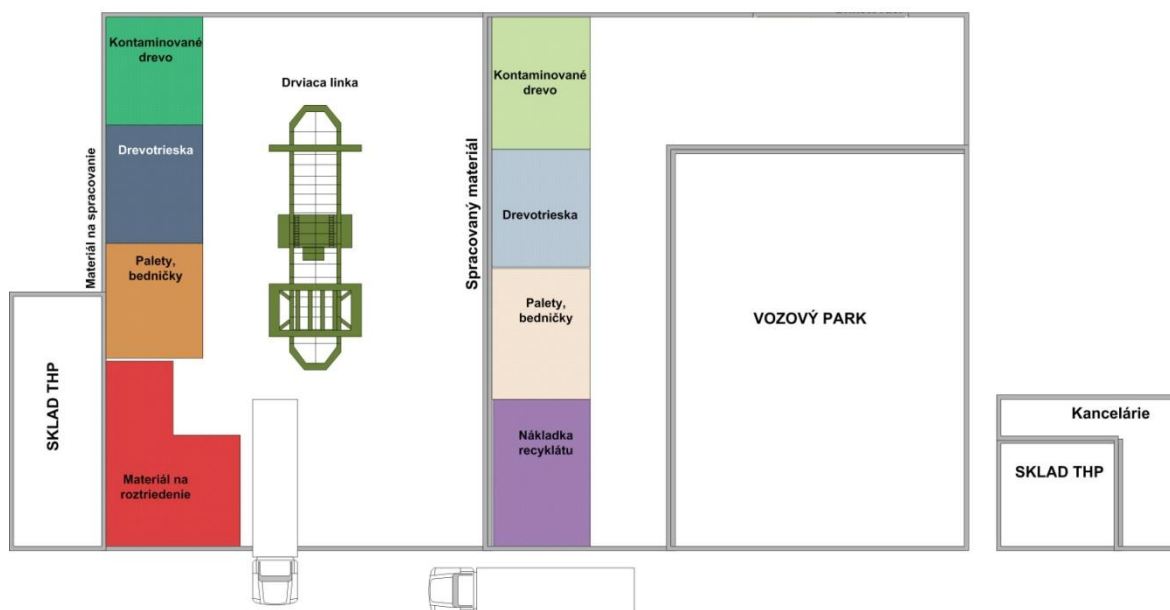 Kontaminované
drevo
Drevotrieska
Palety,
bedničky
Materiál na
roztriedenie
Materiál na spracovanie
SKLAD THP
Drviaca linka
Spracovaný materiál
Kontaminované
drevo
Drevotrieska
Palety,
bedničky
Nákladka
recyklátu
VOZOVÝ PARK
Kancelárie
SKLAD THP